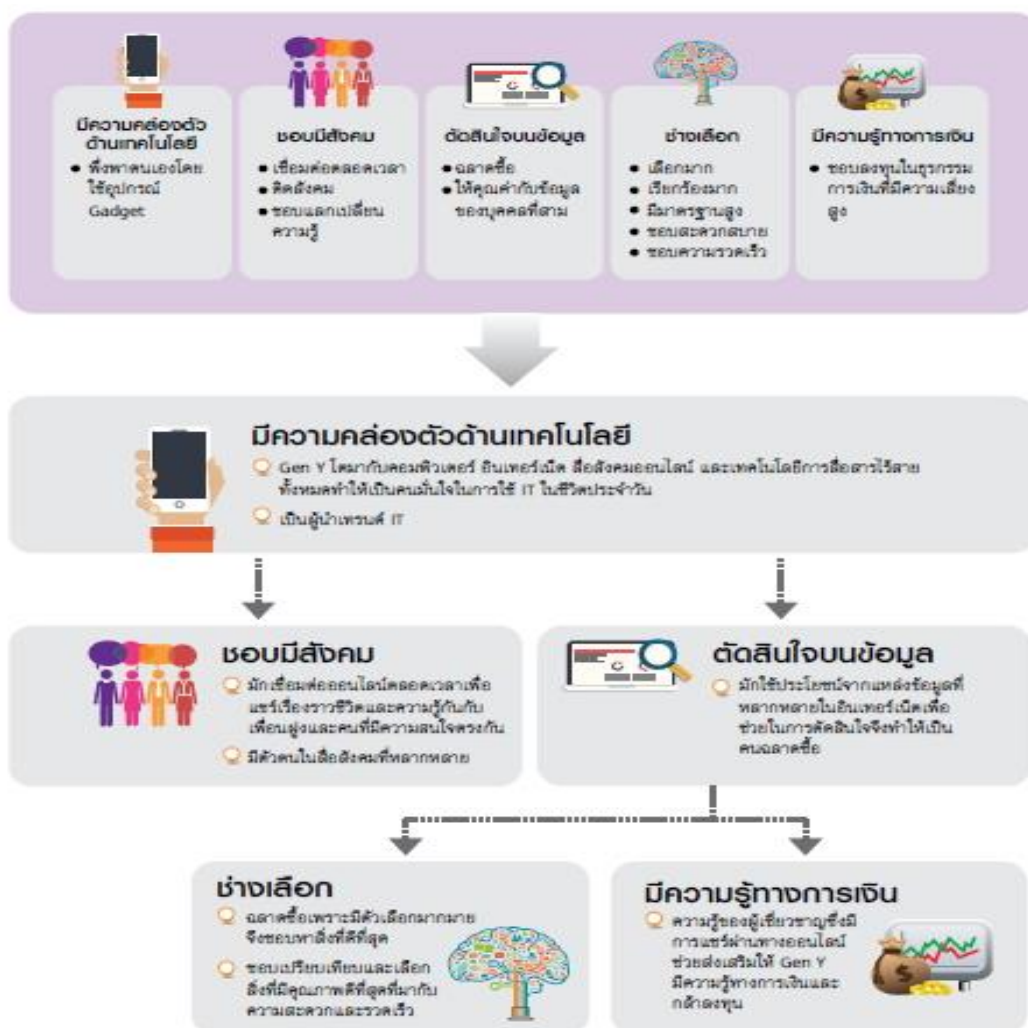 มีความคล่องตัว
ด้านเทคโนโลยี
● พึ่งพาตนเองโดย
ใช้อุปกรณ์
Gadget
ชอบมีสังคม
● เชื่อมต่อตลอดเวลา
● ติดสังคม
● ชอบแลกเปลี่ยน
ความรู้
ตัดสินใจบนข้อมูล
● ฉลาดซื้อ
● ให้คุณค่ากับข้อมูล
ของบุคคลที่สาม
ช่างเลือก
● เลือกมาก
● เรียกร้องมาก
● มีมาตรฐานสูง
● ชอบสะดวกสบาย
● ชอบความรวดเร็ว
มีความรู้ทางการเงิน
● ชอบลงทุนในธุรกรรม
การเงินที่มีความเสี่ยง
สูง
มีความคล่องตัวด้านเทคโนโลยี
Gen Y โตมากับคอมพิวเตอร์ อินเทอร์เน็ต สื่อสังคมออนไลน์ และเทคโนโลยีการสื่อสารไร้สาย
ทั้งหมดทำให้เป็นคนมั่นใจในการใช้ IT ในชีวิตประจำวัน
เป็นผู้นำเทรนด์ IT
ชอบมีสังคม
มักเชื่อมต่อออนไลน์ตลอดเวลาเพื่อ
แชร์เรื่องราวชีวิตและความรู้กันกับ
เพื่อนฝูงและคนที่มีความสนใจตรงกัน
มีตัวตนในสื่อสังคมที่หลากหลาย
ตัดสินใจบนข้อมูล
มักใช้ประโยชน์จากแหล่งข้อมูลที่
หลากหลายในอินเทอร์เน็ตเพื่อ
ช่วยในการตัดสินใจจึงทำให้เป็น
คนฉลาดซื้อ
ช่างเลือก
ฉลาดซื้อเพราะมีตัวเลือกมากมาย
จึงชอบหาสิ่งที่ดีที่สุด
ชอบเปรียบเทียบและเลือก
สิ่งที่มีคุณภาพดีที่สุดที่มากับ
ความสะดวกและรวดเร็ว
มีความรู้ทางการเงิน
ความรู้ของผู้เชี่ยวชาญซึ่งมี
การแชร์ผ่านทางออนไลน์
ช่วยส่งเสริมให้ Gen Y
มีความรู้ทางการเงินและ
กล้าลงทุน